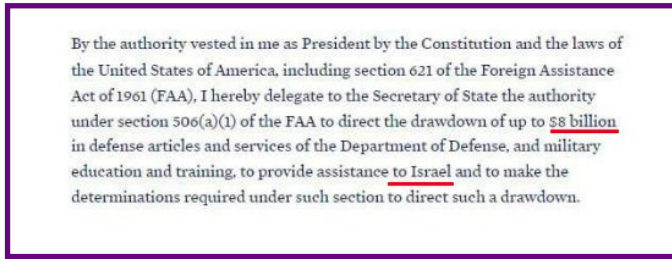 By the authority vested in me as President by the Constitution and the laws of
the United States of America, including section 621 of the Foreign Assistance
Act of 1961 (FAA), I hereby delegate to the Secretary of State the authority
under section 506(a)(1) of the FAA to direct the drawdown of up to $8 billion
in defense articles and services of the Department of Defense, and military
education and training, to provide assistance to Israel and to make the
determinations required under such section to direct such a drawdown.